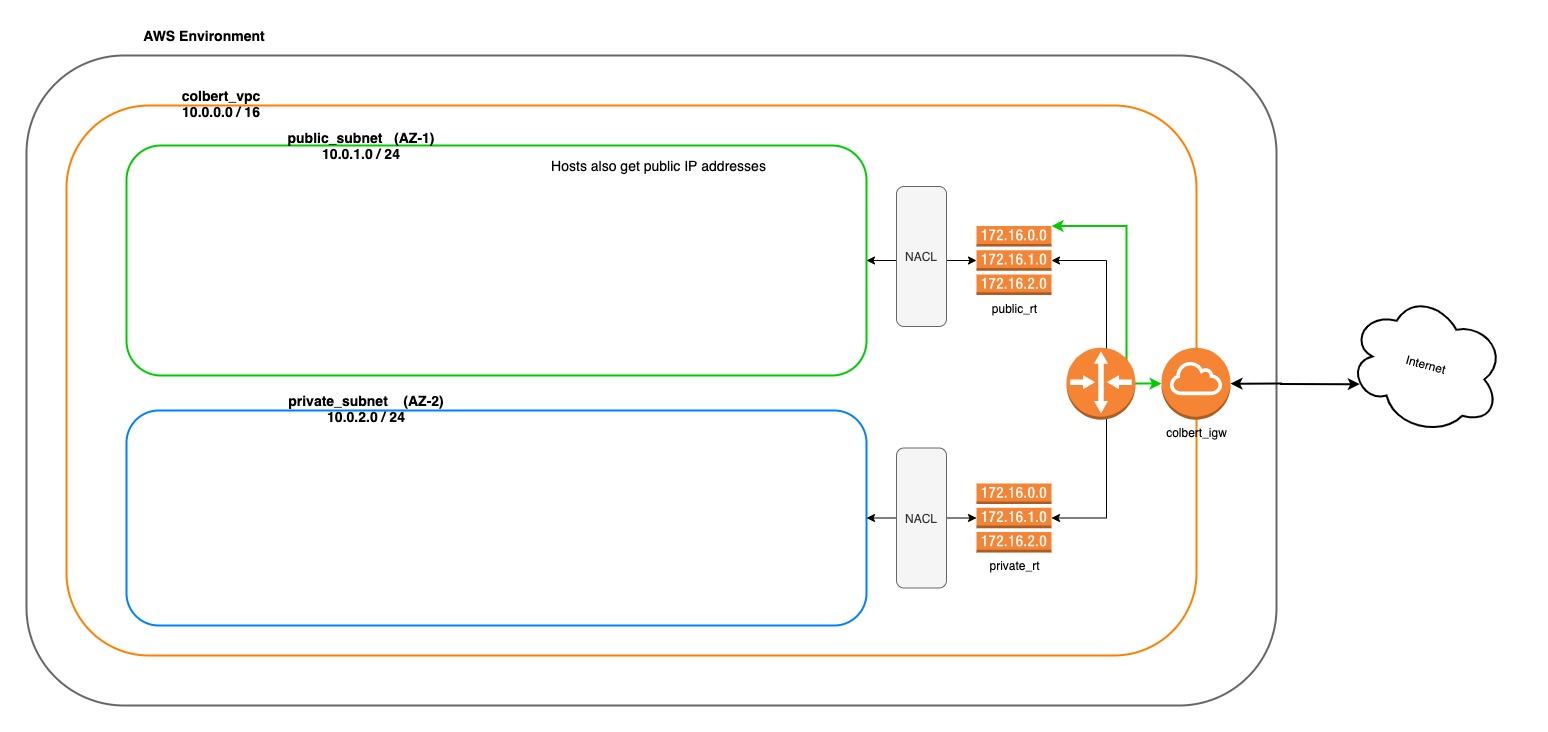 AWS Environment
colbert_vpc
10.0.0.0 / 16
public_subnet (AZ-1)
10.0.1.0 / 24
Hosts also get public IP addresses
NACL
172.16.0.0
172.16.1.0
172.16.2.0
public_rt
Internet
colbert_igw
private_subnet (AZ-2)
10.0.2.0 / 24
NACL
172.16.0.0
172.16.1.0
172.16.2.0
private_rt